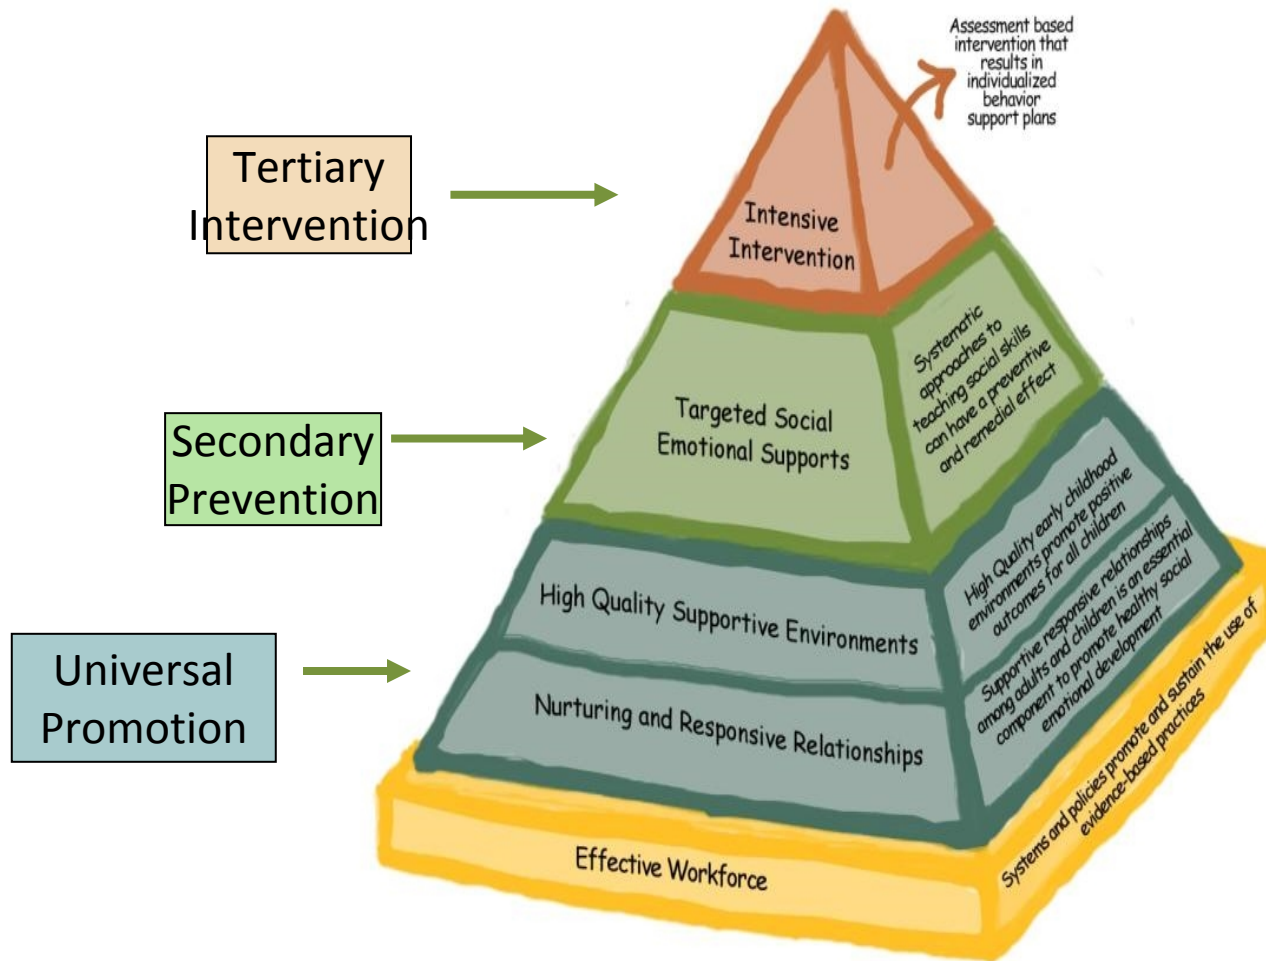 Assessment based
intervention that
results in
individualized
behavior
support plans
Tertiary
Intervention
Intensive
Intervention
Systematic
approaches to
teaching social skills
can have a preventive
and remedial effect
Secondary
Prevention
Targeted Social
Emotional Supports
High Quality early childhood
environments promote positive
outcomes for all children
High Quality Supportive Environments
Supportive responsive relationships
among adults and children is an essential
component to promote healthy social
emotional development
Universal
Promotion
Nurturing and Responsive Relationships
Systems and policies promote and sustain the use of
evidence-based practices
Effective Workforce